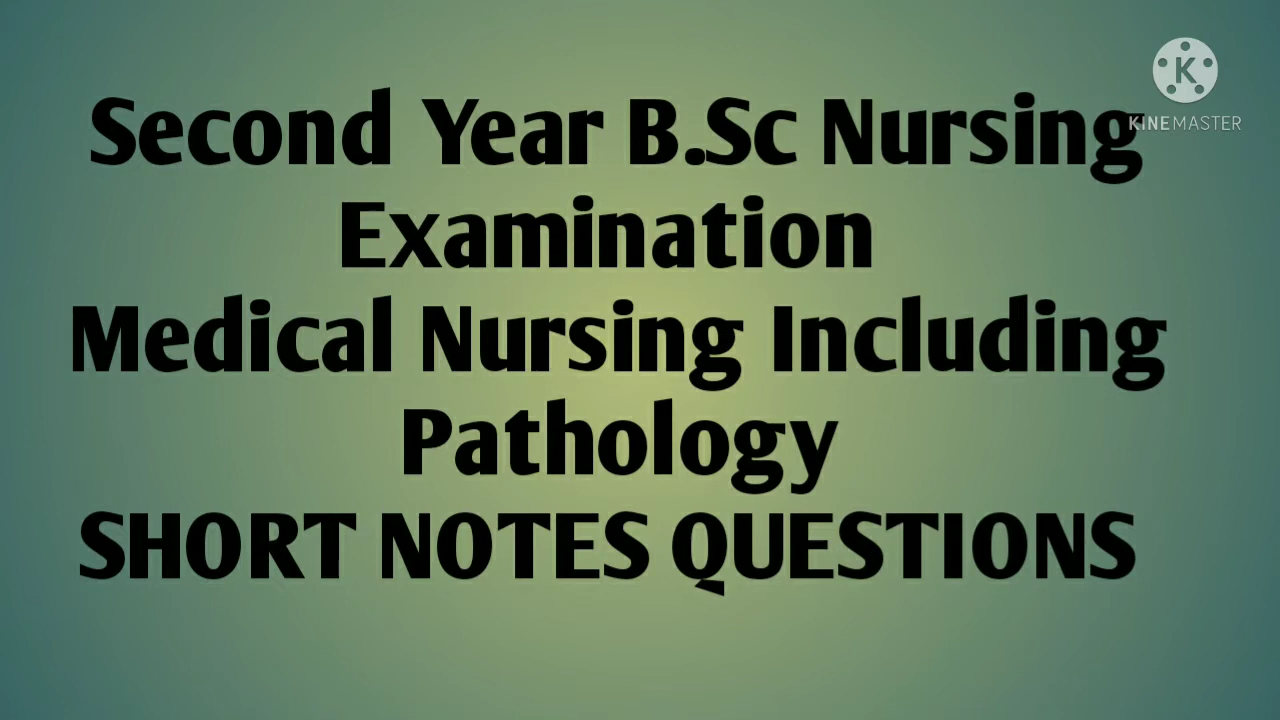 Second Year B.Sc Nursing
Examination
Medical Nursing Including
Pathology
SHORT NOTES QUESTIONS
K
KINEMASTER